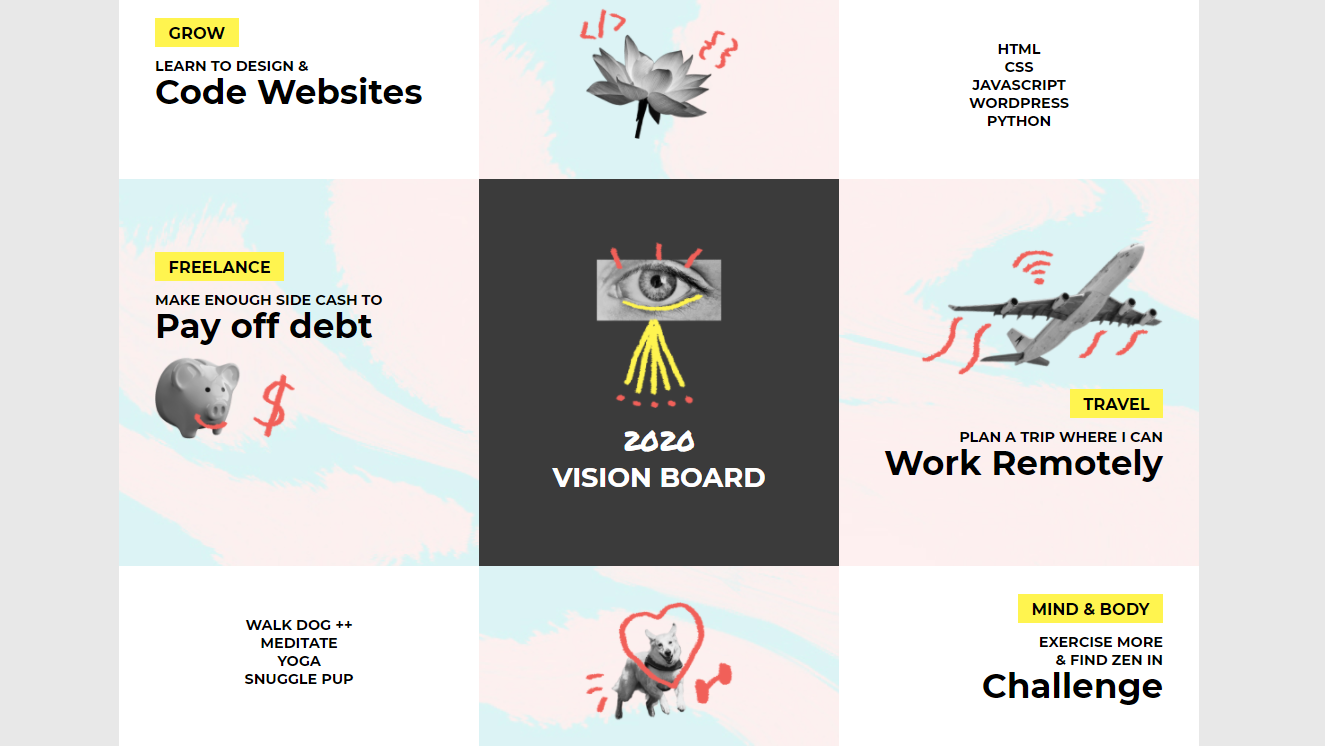 GROW
LEARN TO DESIGN &
Code Websites
</>
{}
HTML
CSS
JAVASCRIPT
WORDPRESS
PYTHON
FREELANCE
MAKE ENOUGH SIDE CASH TO
Pay off debt
$
2020
VISION BOARD
TRAVEL
PLAN A TRIP WHERE I CAN
Work Remotely
WALK DOG ++
MEDITATE
YOGA
SNUGGLE PUP
MIND & BODY
EXERCISE MORE
& FIND ZEN IN
Challenge